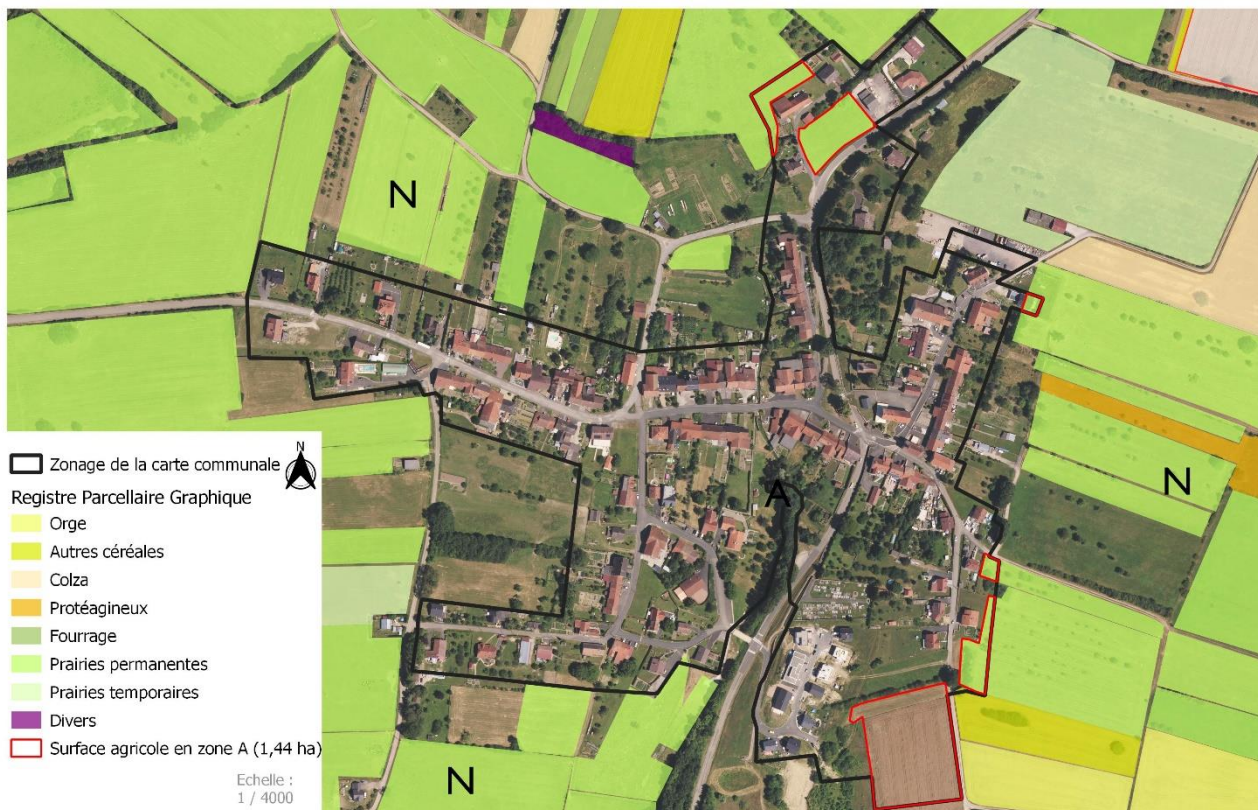 N
A
N
N
N
Zonage de la carte communale
Registre Parcellaire Graphique
Orge
Autres céréales
Colza
Protéagineux
Fourrage
Prairies permanentes
Prairies temporaires
Divers
Surface agricole en zone A (1,44 ha)
Echelle :
1 / 4000